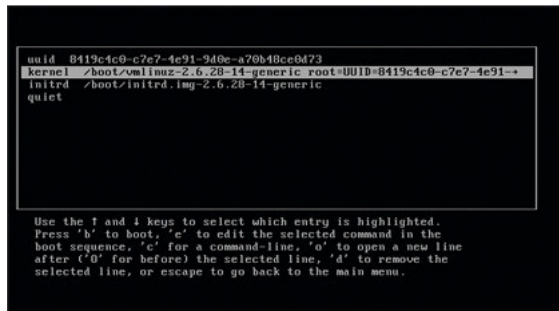 uuid 8419c4c0-c7e7-4e91-9d0e-a70b48ce0d73
kernel /boot/vmlinuz-2.6.28-14-generic root=UUID=8419c4c0-c7e7-4e91-→
initrd /boot/initrd.img-2.6.28-14-generic
quiet
Use the ↑ and ↓ keys to select which entry is highlighted.
Press 'b' to boot, 'e' to edit the selected command in the
boot sequence, 'c' for a command-line, 'o' to open a new line
after ('O' for before) the selected line, 'd' to remove the
selected line, or escape to go back to the main menu.